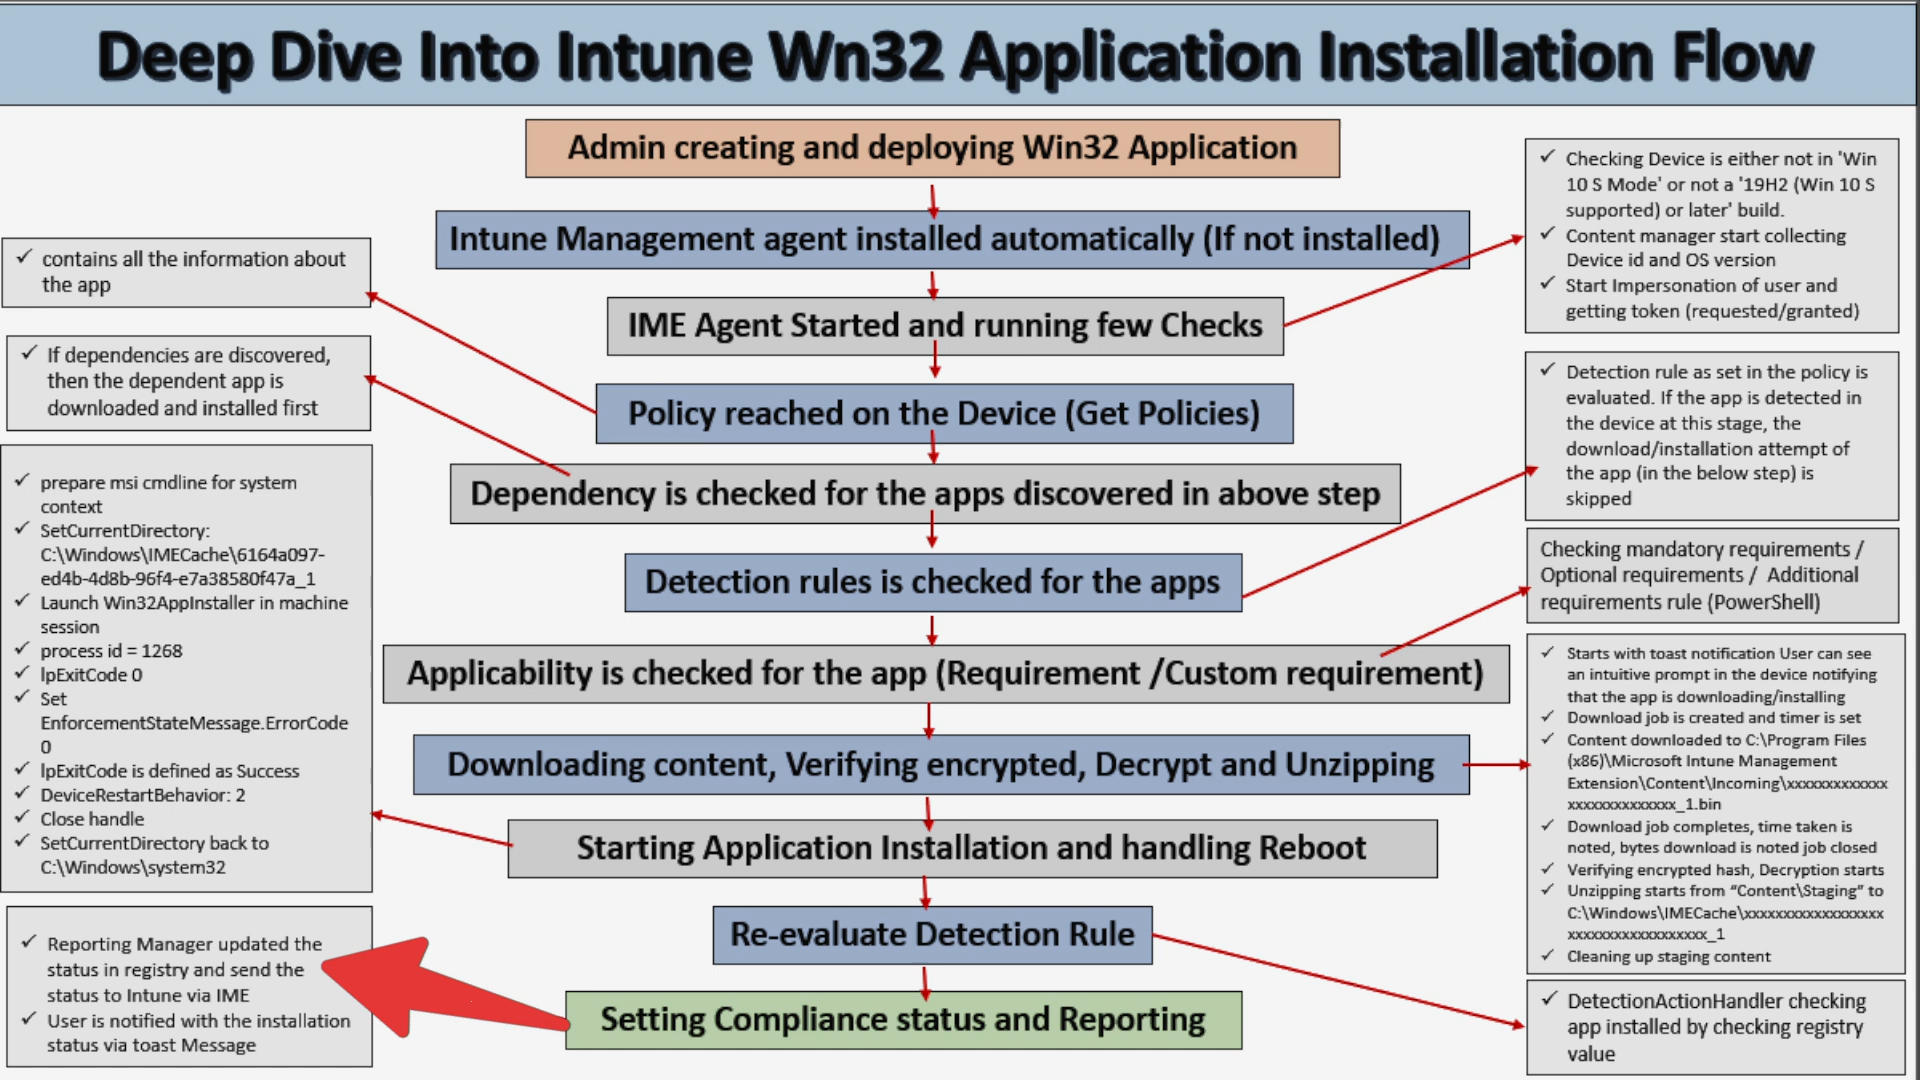 Deep Dive Into Intune Wn32 Application Installation Flow
Admin creating and deploying Win32 Application
Intune Management agent installed automatically (If not installed)
IME Agent Started and running few Checks
Policy reached on the Device (Get Policies)
Dependency is checked for the apps discovered in above step
Detection rules is checked for the apps
Applicability is checked for the app (Requirement /Custom requirement)
Downloading content, Verifying encrypted, Decrypt and Unzipping
Starting Application Installation and handling Reboot
Re-evaluate Detection Rule
Setting Compliance status and Reporting
✓ contains all the information about
the app
✓ If dependencies are discovered,
then the dependent app is
downloaded and installed first
✓ prepare msi cmdline for system
context
✓ SetCurrentDirectory:
C:\Windows\IMECache\6164a097-
ed4b-4d8b-96f4-e7a38580f47a_1
✓ Launch Win32AppInstaller in machine
session
✓ process id = 1268
✓ lpExitCode 0
✓ Set
EnforcementStateMessage.ErrorCode
0
✓ lpExitCode is defined as Success
✓ DeviceRestartBehavior: 2
✓ Close handle
✓ SetCurrentDirectory back to
C:\Windows\system32
✓ Reporting Manager updated the
status in registry and send the
status to Intune via IME
✓ User is notified with the installation
status via toast Message
✓ Checking Device is either not in 'Win
10 S Mode' or not a '19H2 (Win 10 S
supported) or later' build.
✓ Content manager start collecting
Device id and OS version
✓ Start Impersonation of user and
getting token (requested/granted)
✓ Detection rule as set in the policy is
evaluated. If the app is detected in
the device at this stage, the
download/installation attempt of
the app (in the below step) is
skipped
Checking mandatory requirements /
Optional requirements / Additional
requirements rule (PowerShell)
✓ Starts with toast notification User can see
an intuitive prompt in the device notifying
that the app is downloading/installing
✓ Download job is created and timer is set
✓ Content downloaded to C:\Program Files
(x86)\Microsoft Intune Management
Extension\Content\Incoming\xxxxxxxxxxxxx
xxxxxxxxxxxxxx_1.bin
✓ Download job completes, time taken is
noted, bytes download is noted job closed
✓ Verifying encrypted hash, Decryption starts
✓ Unzipping starts from “Content\Staging” to
C:\Windows\IMECache\xxxxxxxxxxxxxxxxxx
xxxxxxxxxxxxxxxxxx_1
✓ Cleaning up staging content
✓ DetectionActionHandler checking
app installed by checking registry
value